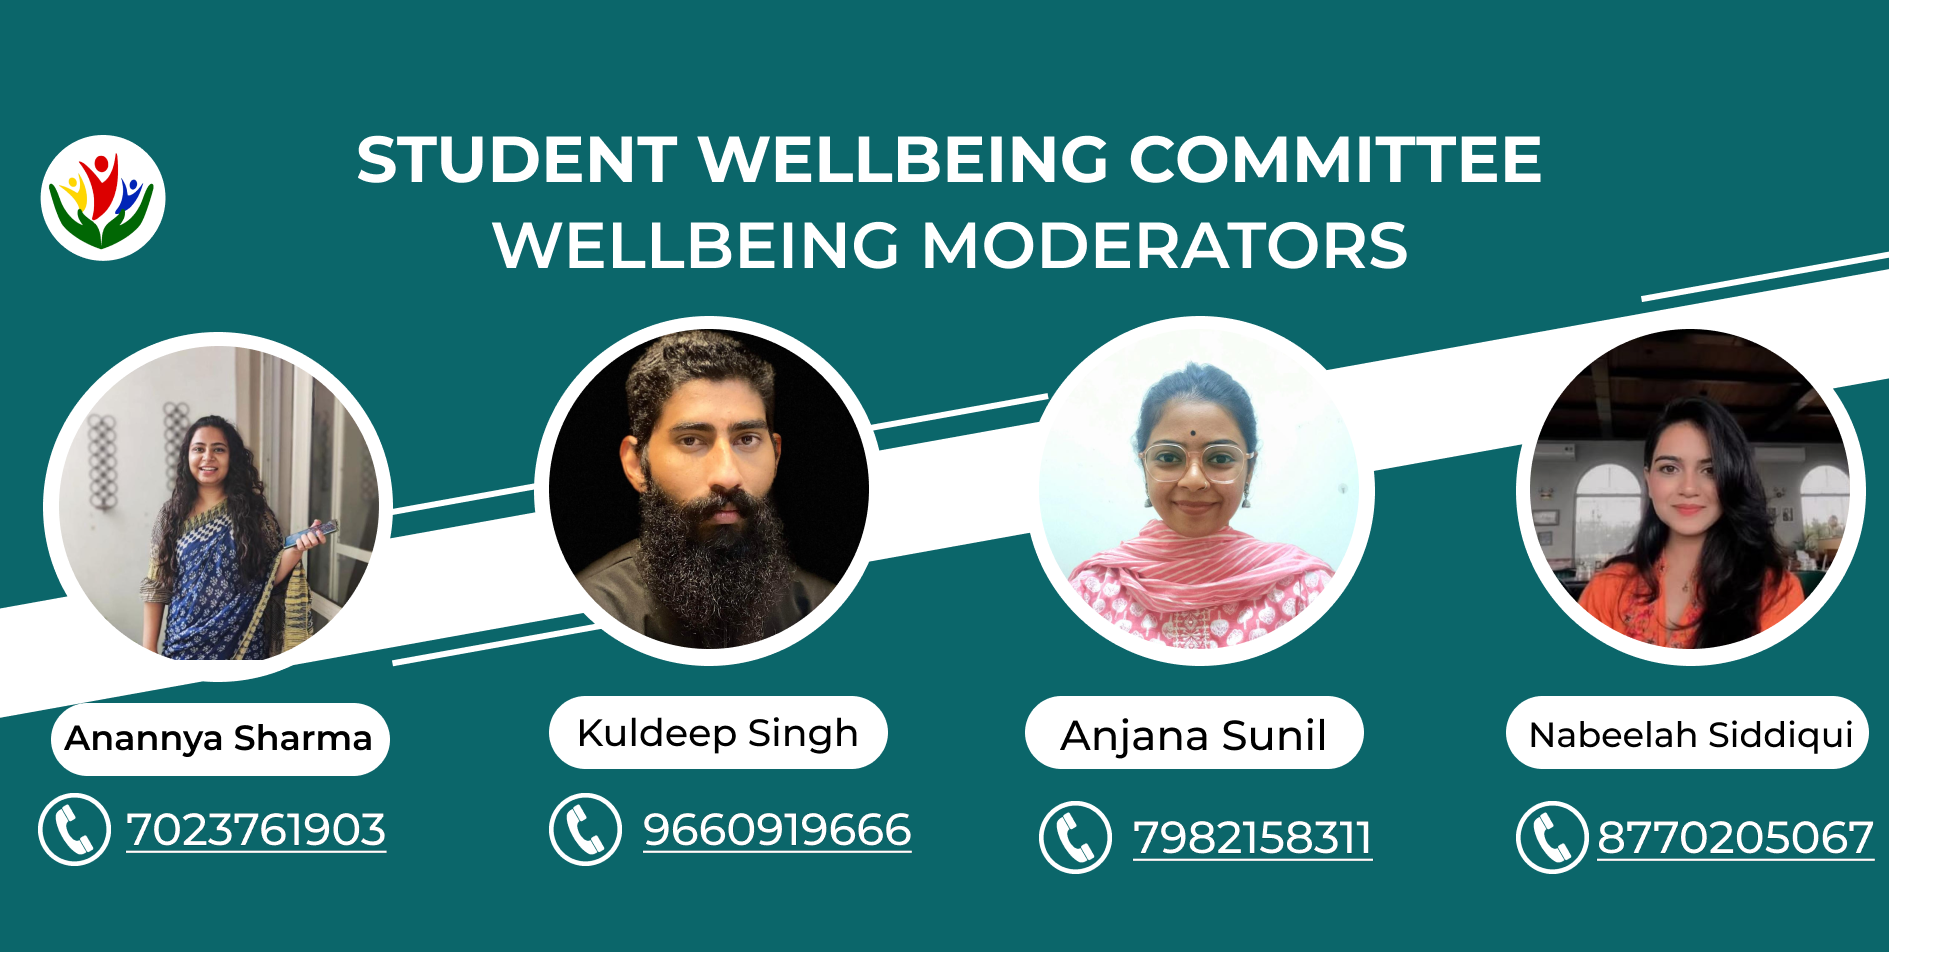 STUDENT WELLBEING COMMITTEE
WELLBEING MODERATORS
Anannya Sharma
Kuldeep Singh
Anjana Sunil
Nabeelah Siddiqui
7023761903
9660919666
7982158311
8770205067